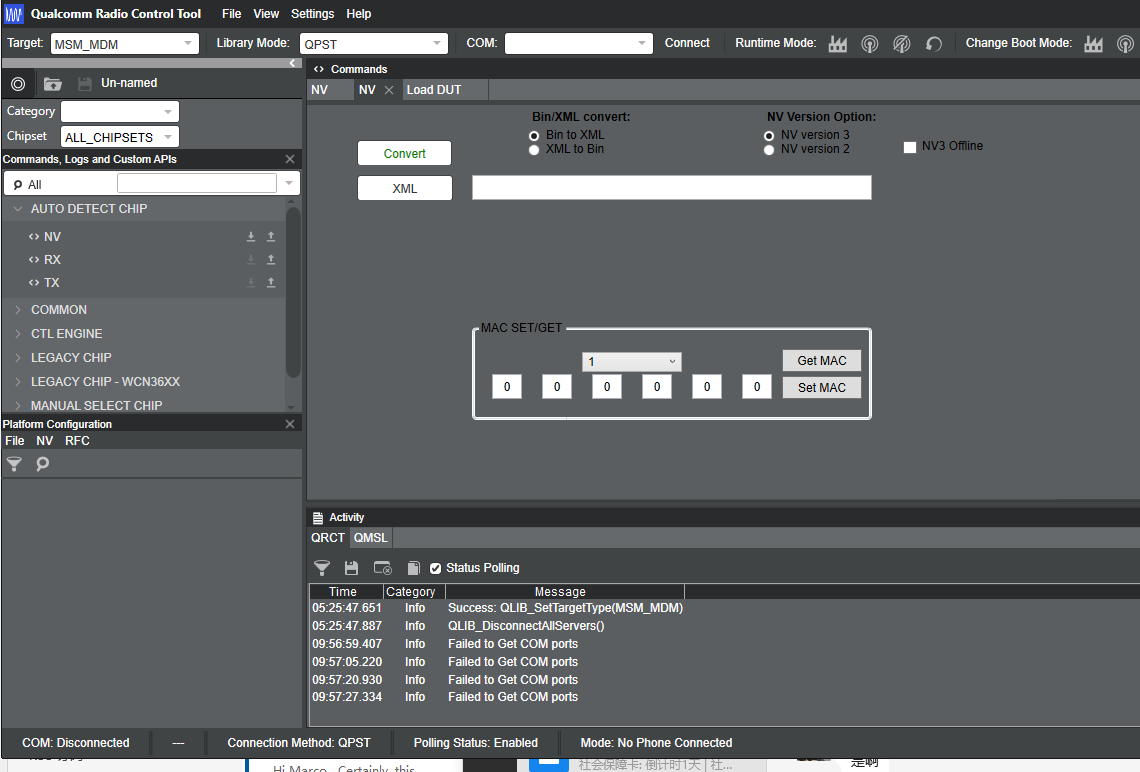 Qualcomm Radio Control Tool File View Settings Help
Target: MSM_MDM Library Mode: QPST COM: Connect Runtime Mode: Change Boot Mode:
Un-named
Category
Chipset ALL_CHIPSETS
Commands, Logs and Custom APIs
All
AUTO DETECT CHIP
NV
RX
TX
COMMON
CTL ENGINE
LEGACY CHIP
LEGACY CHIP - WCN36XX
MANUAL SELECT CHIP
Platform Configuration
File NV RFC
Commands
NV NV Load DUT
Bin/XML convert: NV Version Option:
Convert Bin to XML NV version 3 NV3 Offline
XML to Bin NV version 2
XML
MAC SET/GET
1 Get MAC
0 0 0 0 0 0 Set MAC
Activity
QRCT QMSL
Status Polling
Time Category Message
05:25:47.651 Info Success: QLIB_SetTargetType(MSM_MDM)
05:25:47.887 Info QLIB_DisconnectAllServers()
09:56:59.407 Info Failed to Get COM ports
09:57:05.220 Info Failed to Get COM ports
09:57:20.930 Info Failed to Get COM ports
09:57:27.334 Info Failed to Get COM ports
COM: Disconnected --- Connection Method: QPST Polling Status: Enabled Mode: No Phone Connected
Hi Marco, Certainly, this
社会保障卡: 倒计时1天 | 社...
是啊